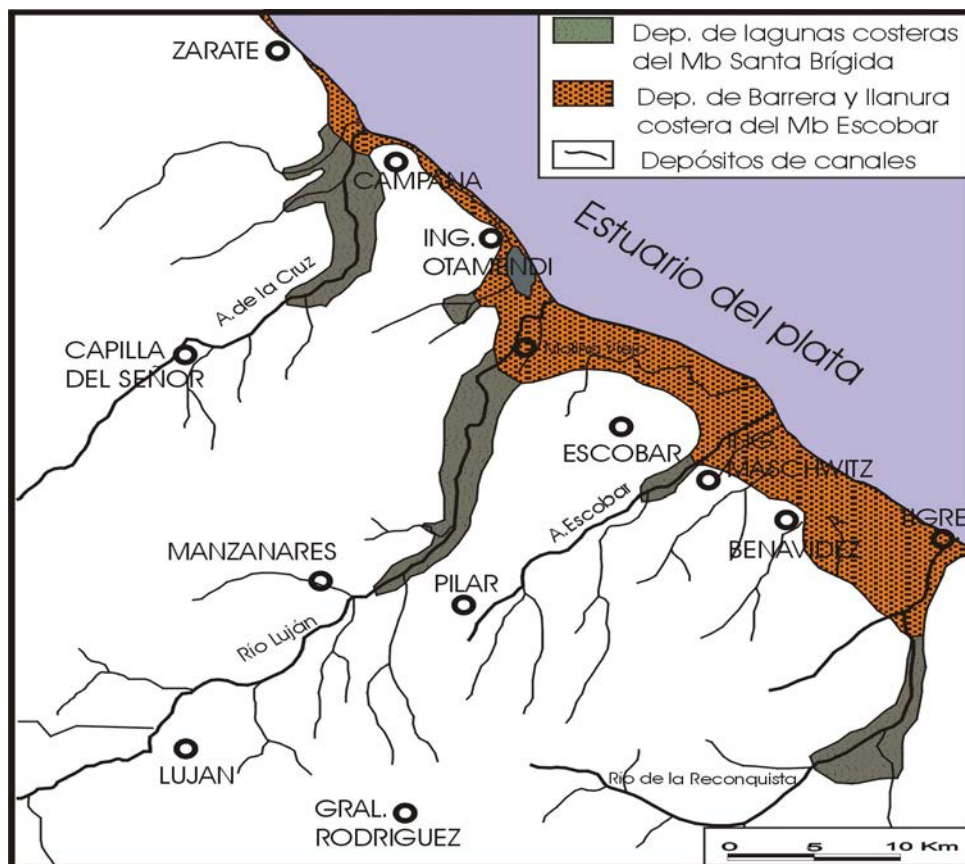 Dep. de lagunas costeras
del Mb Santa Brígida
Dep. de Barrera y llanura
costera del Mb Escobar
Depósitos de canales
ZARATE
CAMPANA
Estuario del plata
ING.
OTAMENDI
A. de la Cruz
CAPILLA
DEL SEÑOR
ESCOBAR
ING.
MASCHWITZ
A. Escobar
TIGRE
BENAVIDEZ
MANZANARES
PILAR
Río Luján
LUJAN
Río de la Reconquista
GRAL.
RODRIGUEZ
0 5 10 Km